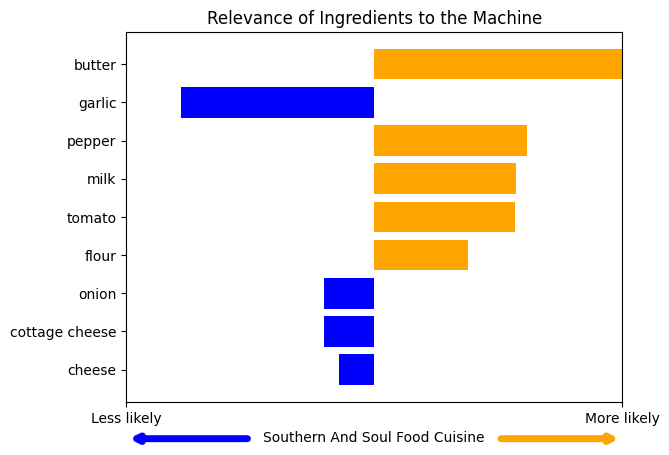 Relevance of Ingredients to the Machine
butter
garlic
pepper
milk
tomato
flour
onion
cottage cheese
cheese
Less likely More likely
Southern And Soul Food Cuisine